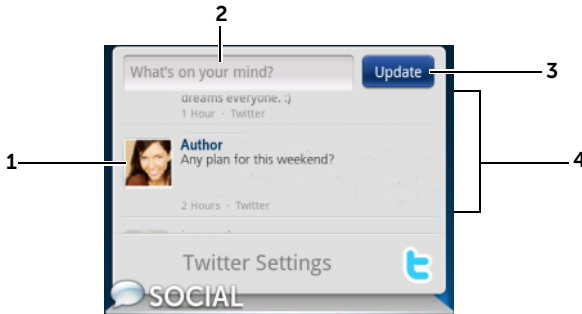 2
What's on your mind?
Update
3
dreams everyone. :)
1 Hour · Twitter
4
Author
1
Any plan for this weekend?
2 Hours · Twitter
Twitter Settings
SOCIAL